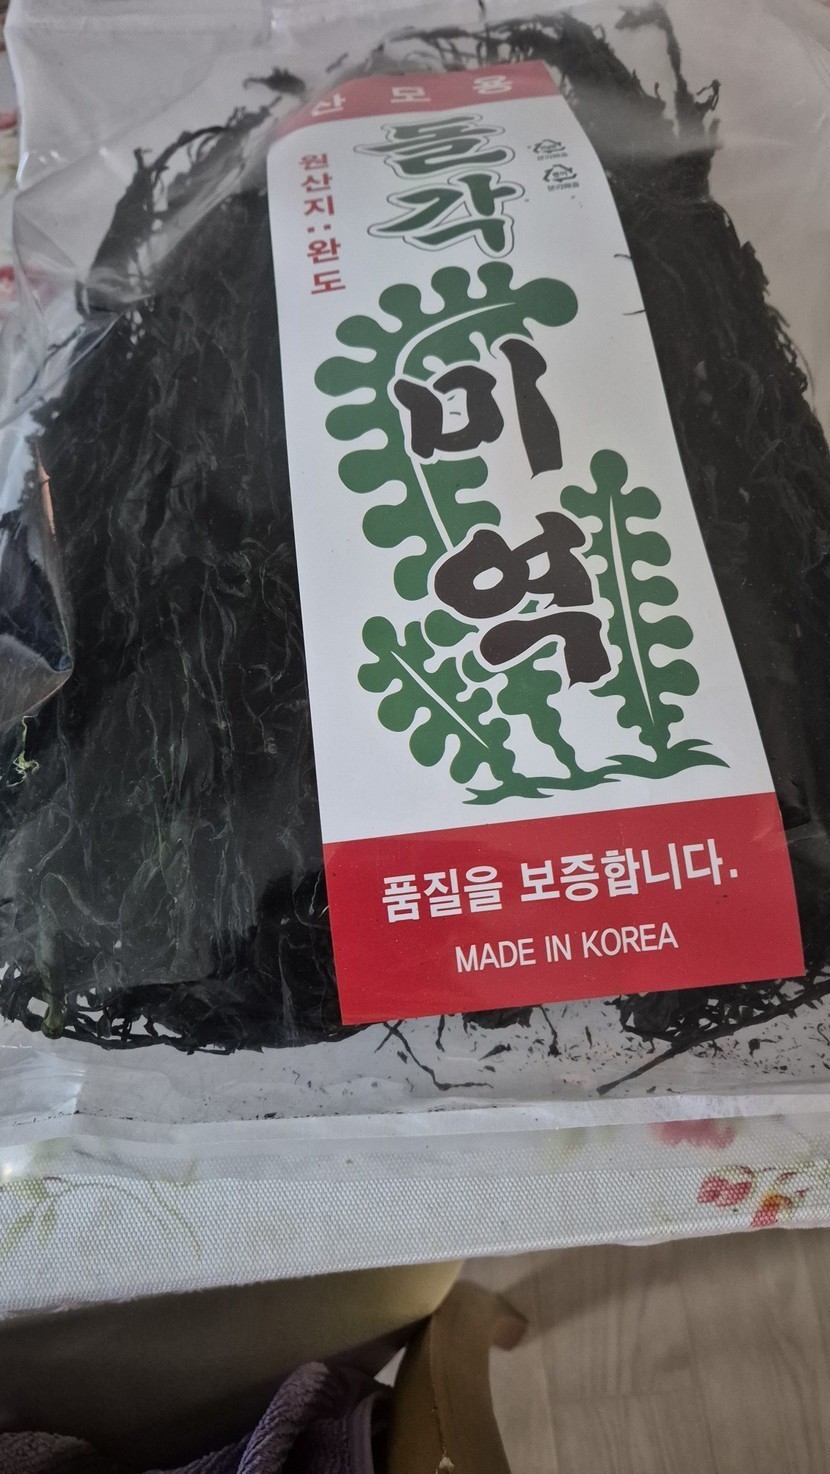 산모용
돌각
원산지:완도
미역
품질을 보증합니다.
MADE IN KOREA